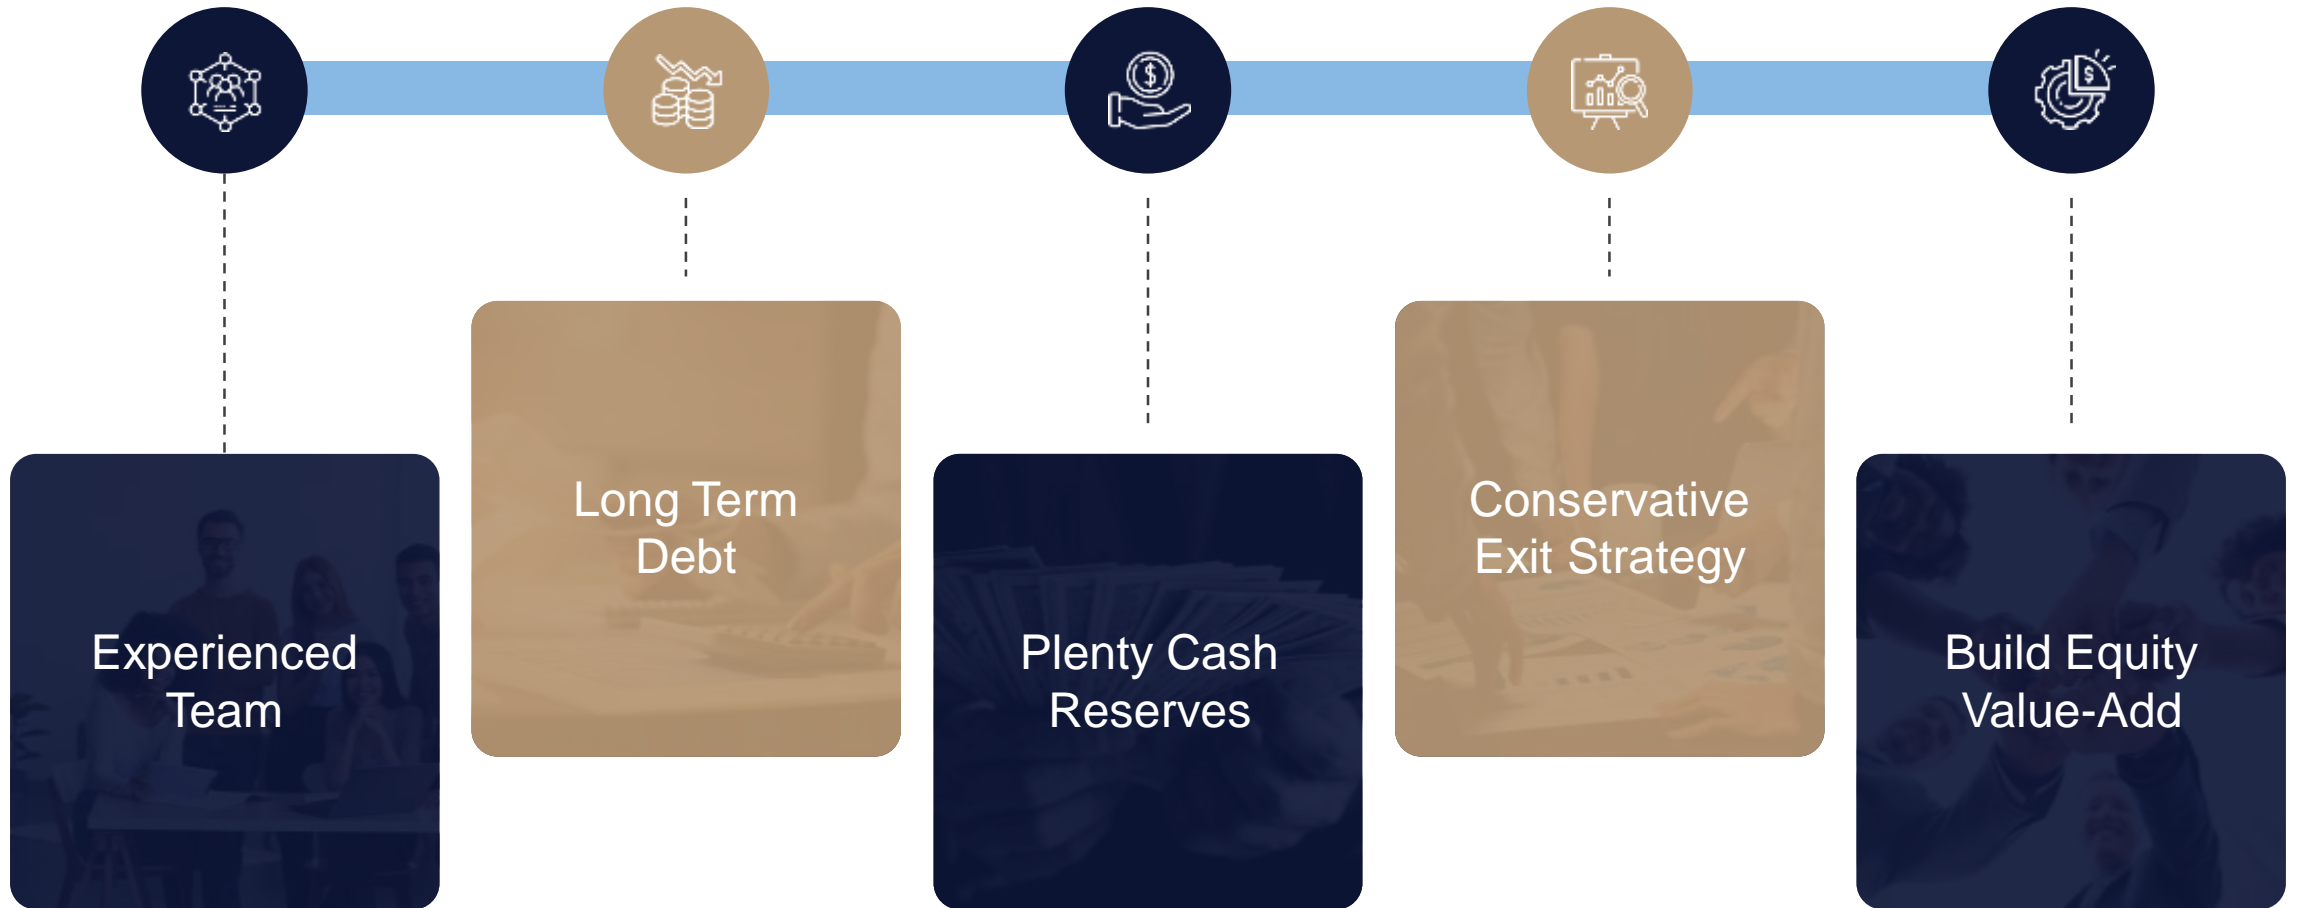 Experienced
Team
Long Term
Debt
Plenty Cash
Reserves
Conservative
Exit Strategy
Build Equity
Value-Add